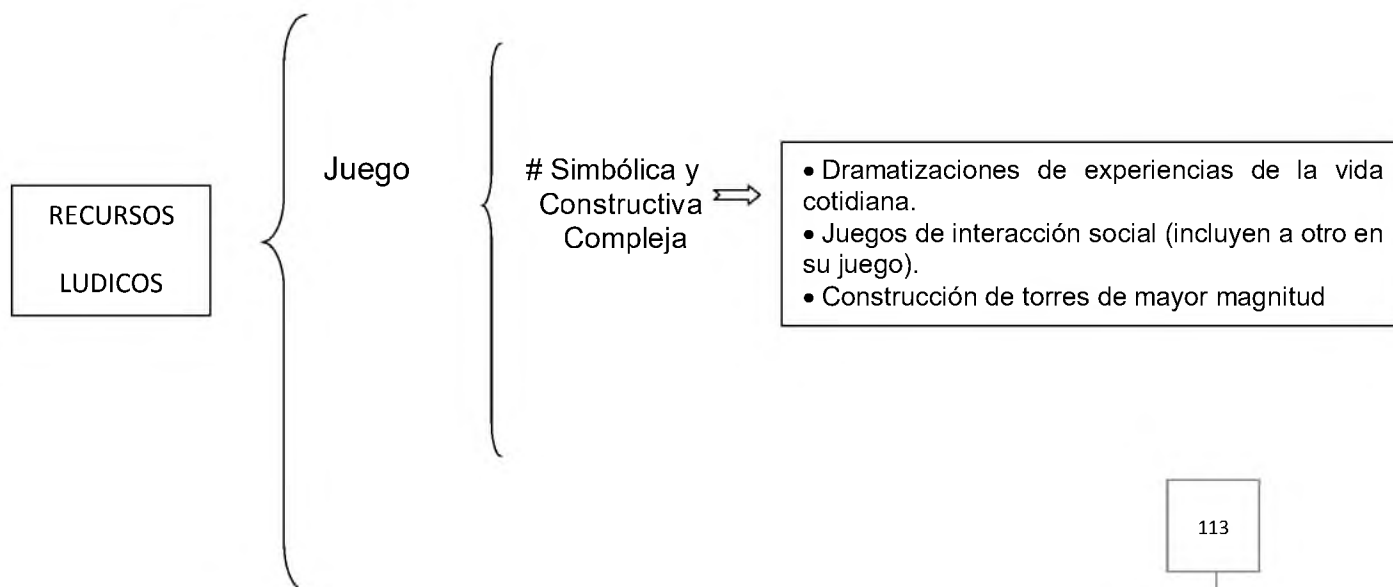 RECURSOS
LUDICOS
Juego
# Simbólica y
Constructiva
Compleja
• Dramatizaciones de experiencias de la vida
cotidiana.
• Juegos de interacción social (incluyen a otro en
su juego).
• Construcción de torres de mayor magnitud
113